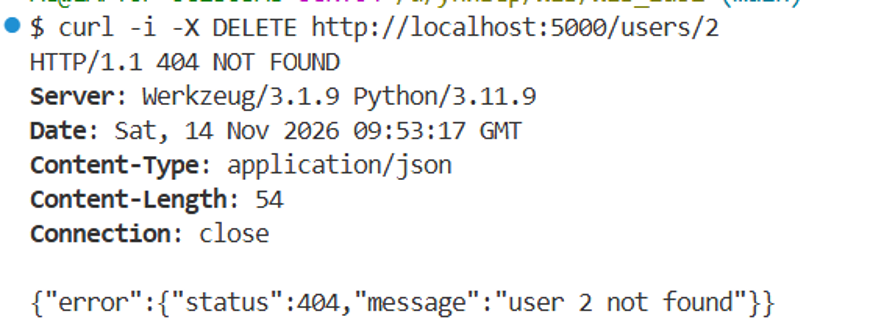 $ curl -i -X DELETE http://localhost:5000/users/2
HTTP/1.1 404 NOT FOUND
Server: Werkzeug/3.1.9 Python/3.11.9
Date: Sat, 14 Nov 2026 09:53:17 GMT
Content-Type: application/json
Content-Length: 54
Connection: close
{"error":{"status":404,"message":"user 2 not found"}}